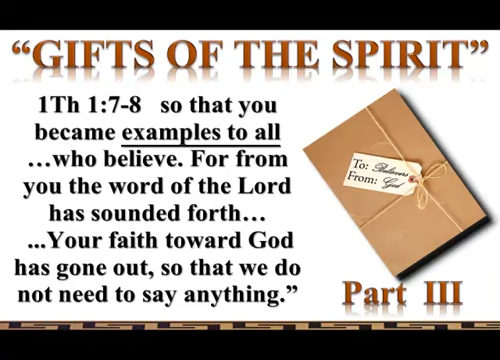 “GIFTS OF THE SPIRIT”
1Th 1:7-8 so that you
became examples to all
…who believe. For from
you the word of the Lord
has sounded forth…
...Your faith toward God
has gone out, so that we do
not need to say anything.”
To: Believers
From: God
Part III